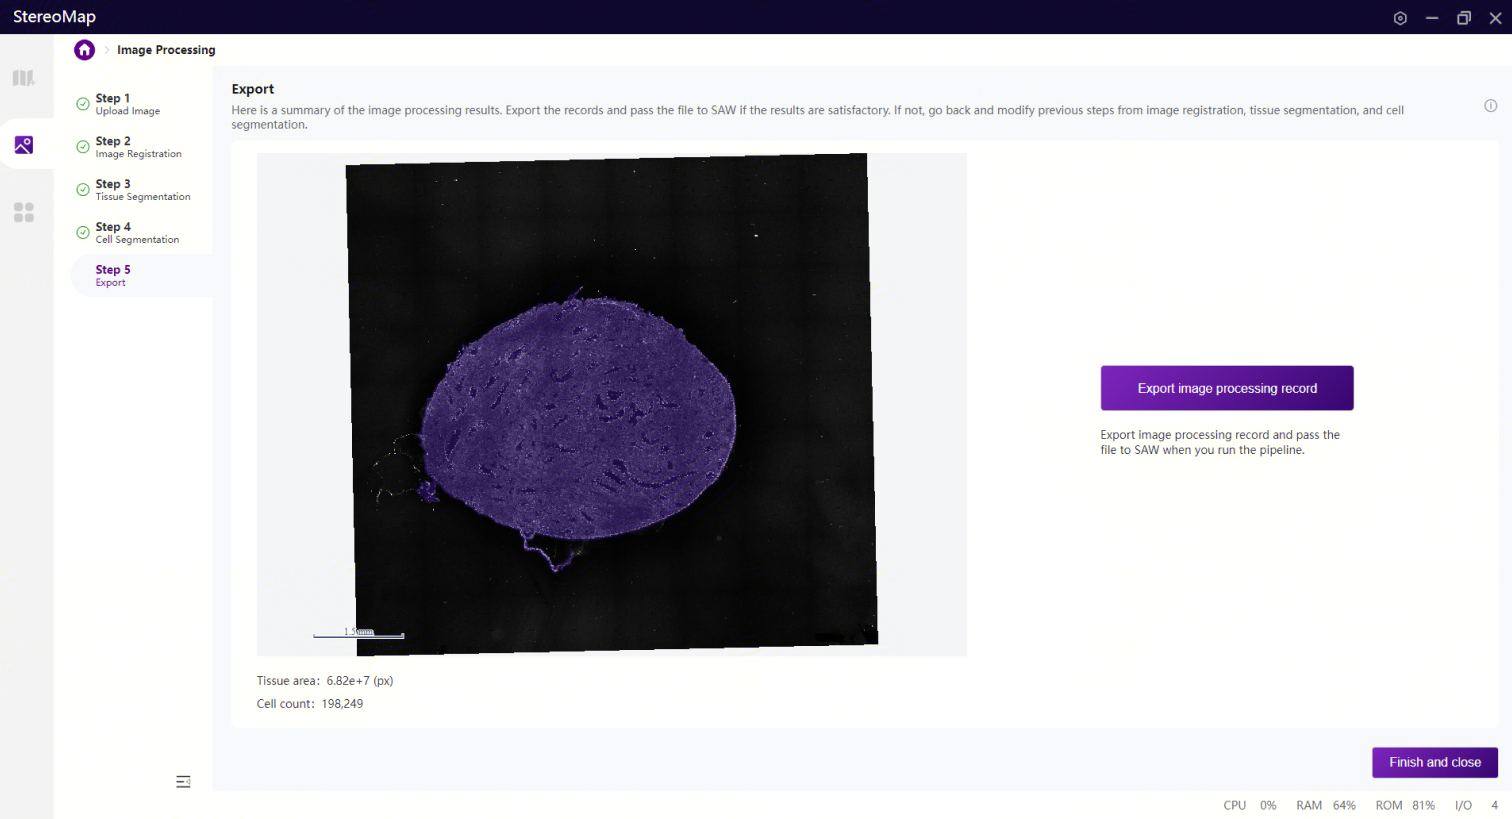 StereoMap
Image Processing
Step 1
Upload Image
Step 2
Image Registration
Step 3
Tissue Segmentation
Step 4
Cell Segmentation
Step 5
Export
Export
Here is a summary of the image processing results. Export the records and pass the file to SAW if the results are satisfactory. If not, go back and modify previous steps from image registration, tissue segmentation, and cell
segmentation.
1.5mm
Tissue area: 6.82e+7 (px)
Cell count: 198,249
Export image processing record
Export image processing record and pass the
file to SAW when you run the pipeline.
Finish and close
CPU 0% RAM 64% ROM 81% I/O 4